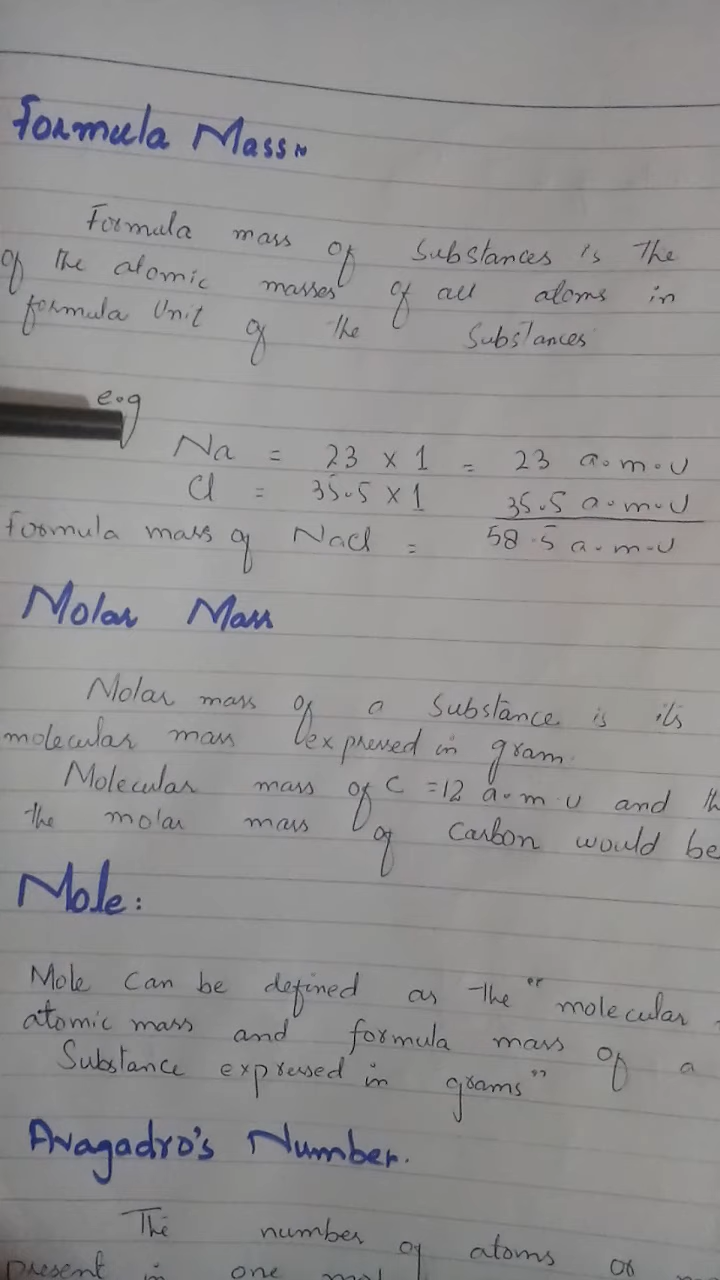 Formula Mass
Formula mass of Substances is the
of the atomic masses of all atoms in
formula Unit of the Substances
e.g
Na = 23 x 1 = 23 a.m.u
Cl = 35.5 x 1 35.5 a.m.u
formula mass of Nacl = 58.5 a.m.u
Molar Mass
Molar mass of a Substance is its
molecular mass expressed in gram.
Molecular mass of C = 12 a.m.u and
the molar mass of Carbon would be
Mole:
Mole Can be defined as the "molecular
atomic mass and formula mass of a
Substance expressed in grams"
Avagadro's Number.
The number of atoms or
present in one